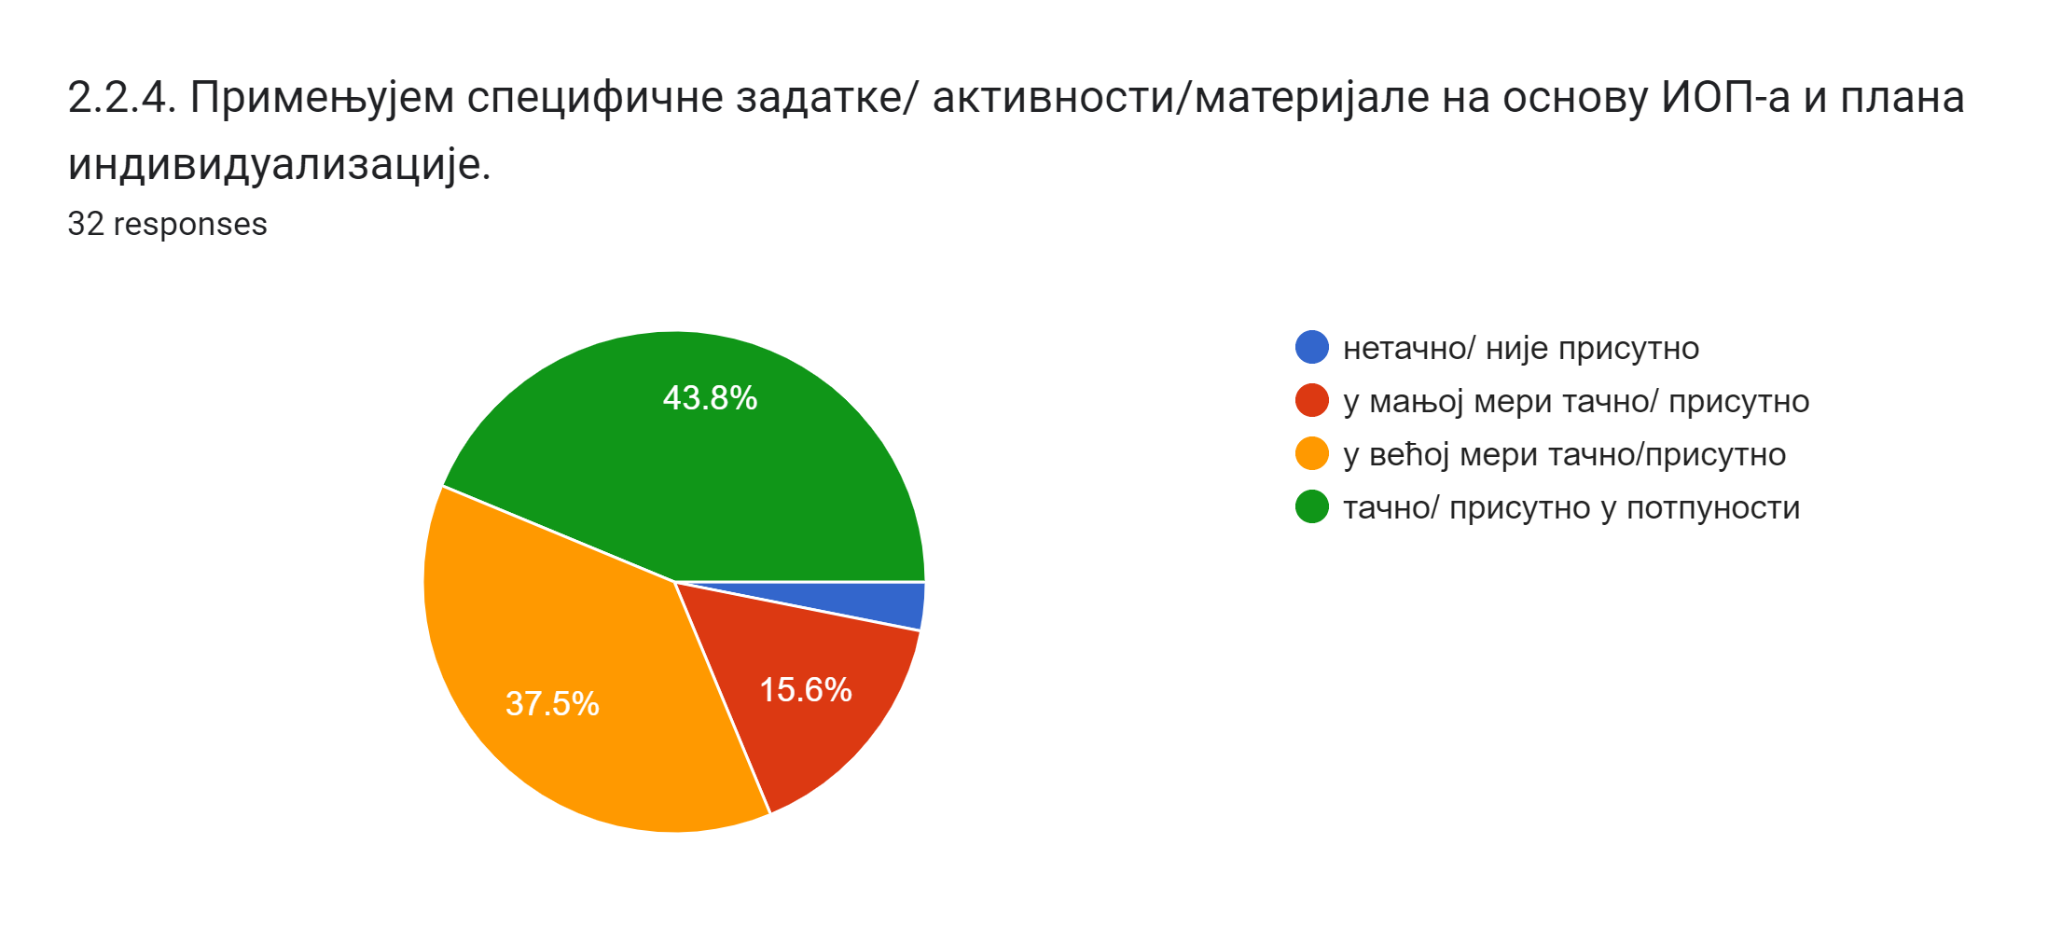 2.2.4. Примењујем специфичне задатке/ активности/материјале на основу ИОП-а и плана
индивидуализације.
32 responses
43.8%
37.5%
15.6%
нетачно/ није присутно
у мањој мери тачно/ присутно
у већој мери тачно/присутно
тачно/ присутно у потпуности